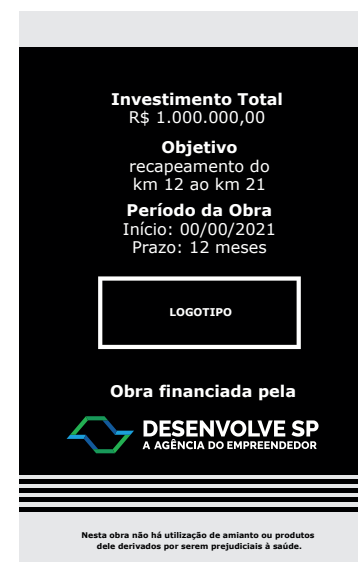 Investimento Total
R$ 1.000.000,00
Objetivo
recapeamento do
km 12 ao km 21
Período da Obra
Início: 00/00/2021
Prazo: 12 meses
LOGOTIPO
Obra financiada pela
DESENVOLVE SP
A AGÊNCIA DO EMPREENDEDOR
Nesta obra não há utilização de amianto ou produtos
dele derivados por serem prejudiciais à saúde.